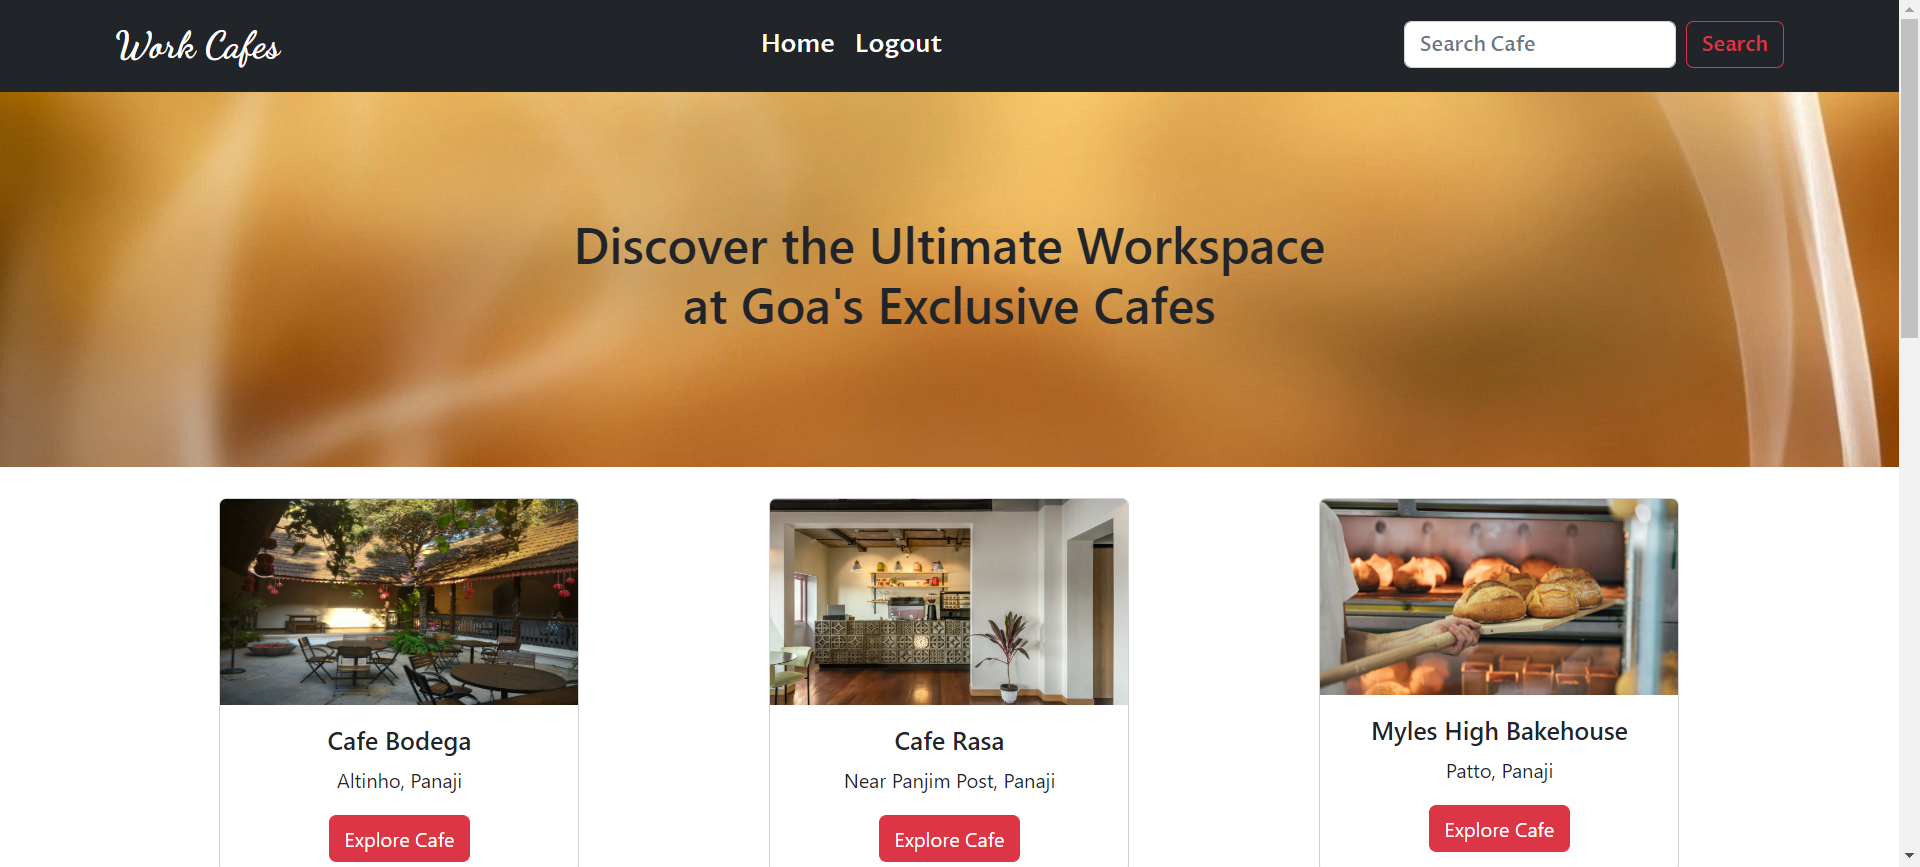 Work Cafes
Home Logout
Search Cafe Search
Discover the Ultimate Workspace
at Goa's Exclusive Cafes
Cafe Bodega
Altinho, Panaji
Explore Cafe
Cafe Rasa
Near Panjim Post, Panaji
Explore Cafe
Myles High Bakehouse
Patto, Panaji
Explore Cafe